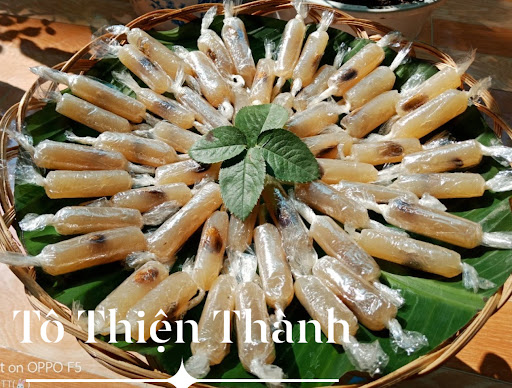 Tô Thiện Thành
t on OPPO F5